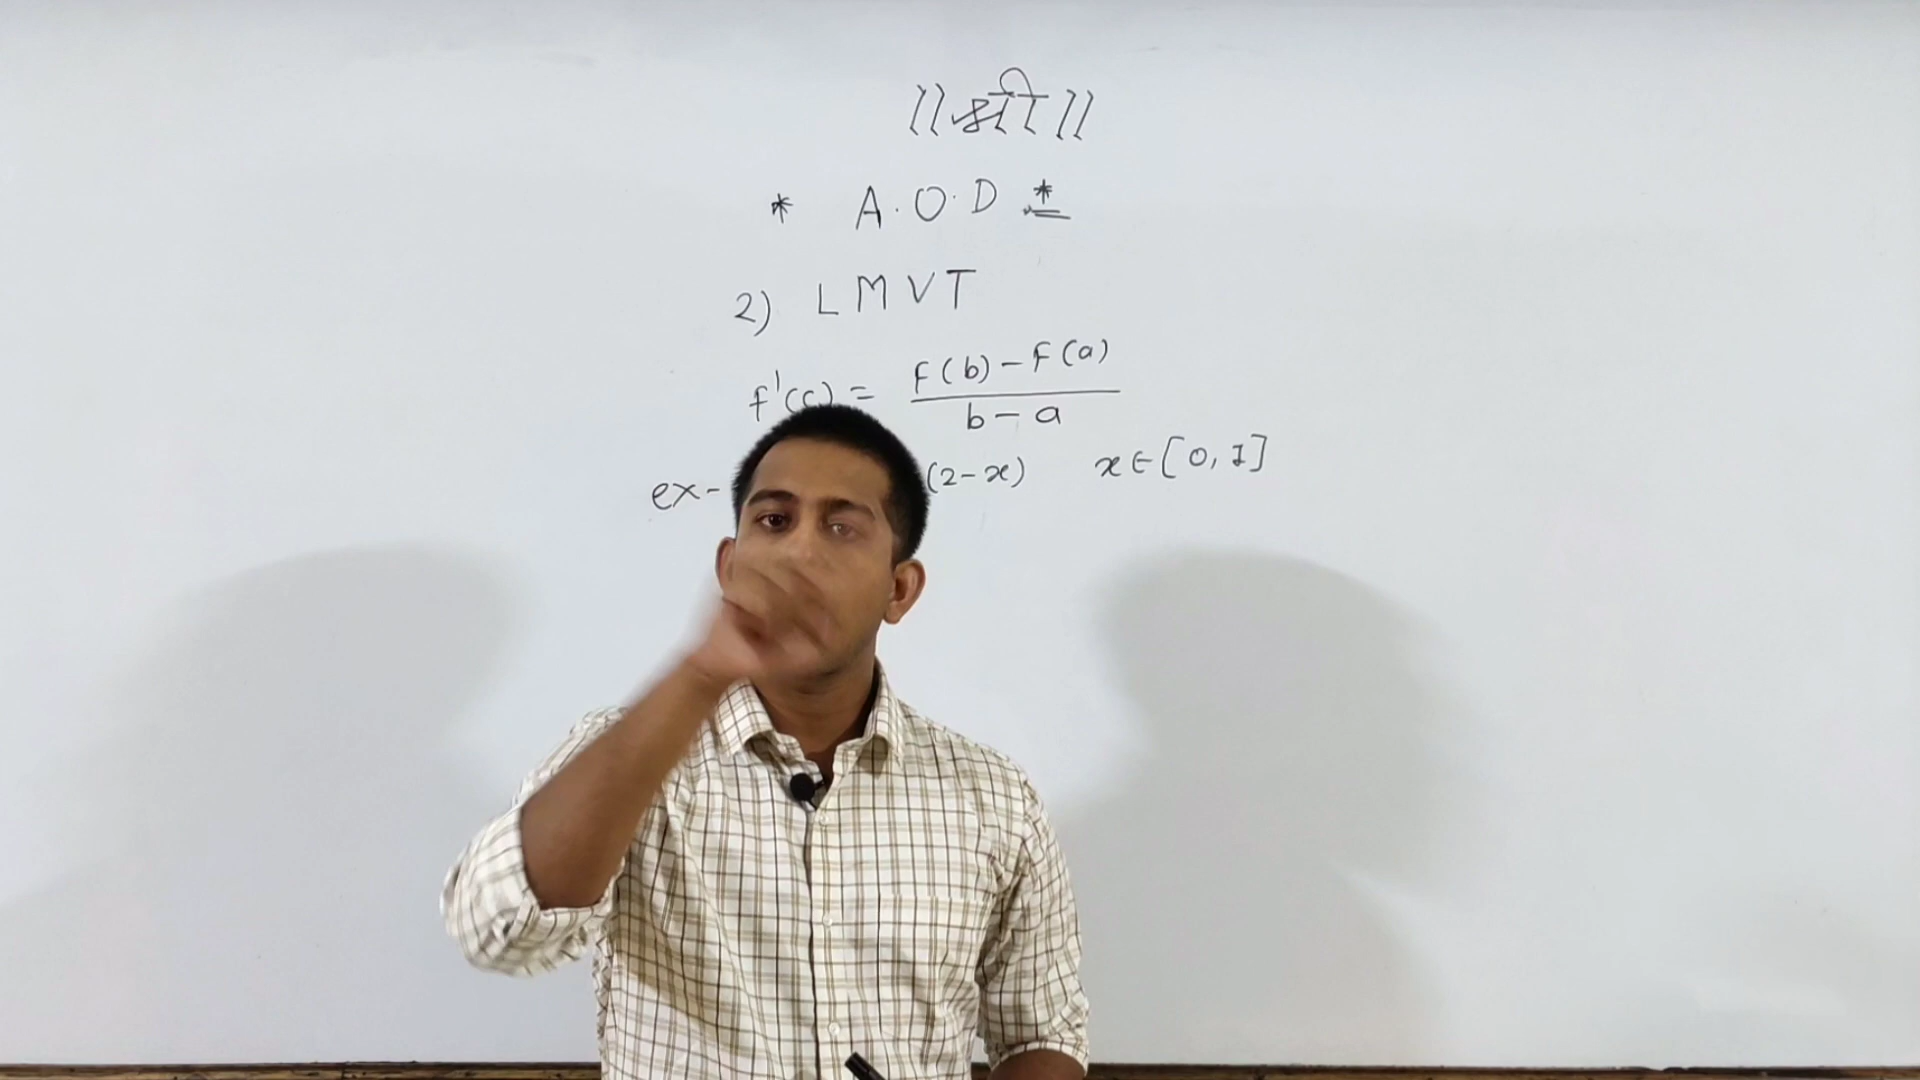 ॥ श्री ॥
* A.O.D *
2) LMVT
f'(c) = F(b) - F(a) / b - a
ex- (2-x) x∈[0,1]